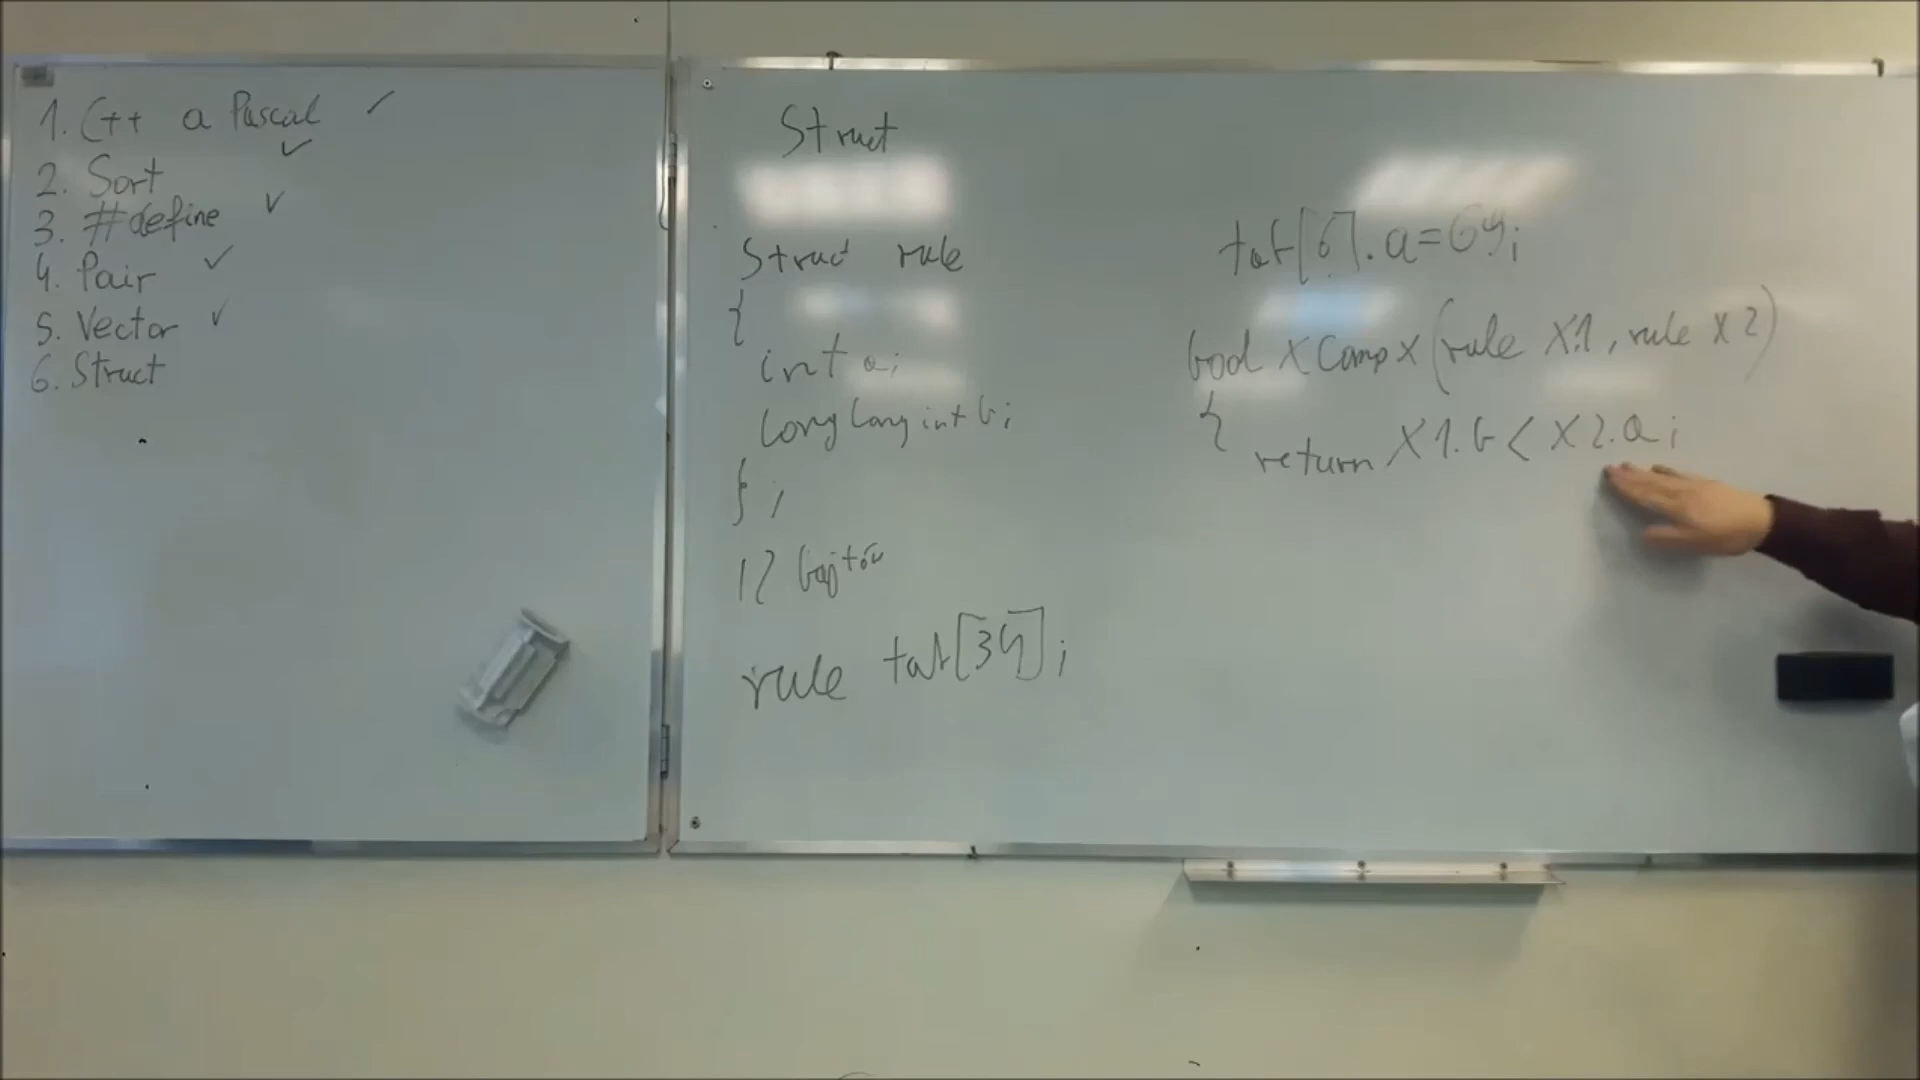 1. C++ a Pascal ✓
2. Sort ✓
3. #define ✓
4. Pair ✓
5. Vector ✓
6. Struct
Struct
Struct rule
{
int a;
long long int b;
};
12 bajtów
rule tab[34];
tab[6].a=69;
bool xCompx(rule x1, rule x2)
{
return x1.b < x2.a;